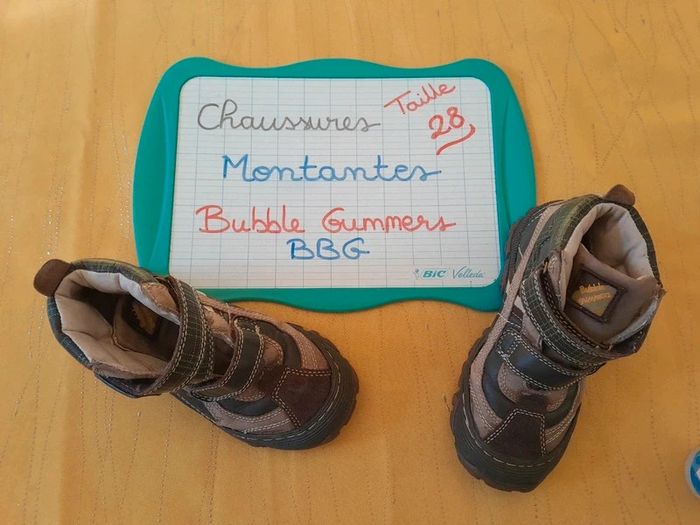 Chaussures
Taille
28
Montantes
Bubble Gummers
BBG
BIC Velleda